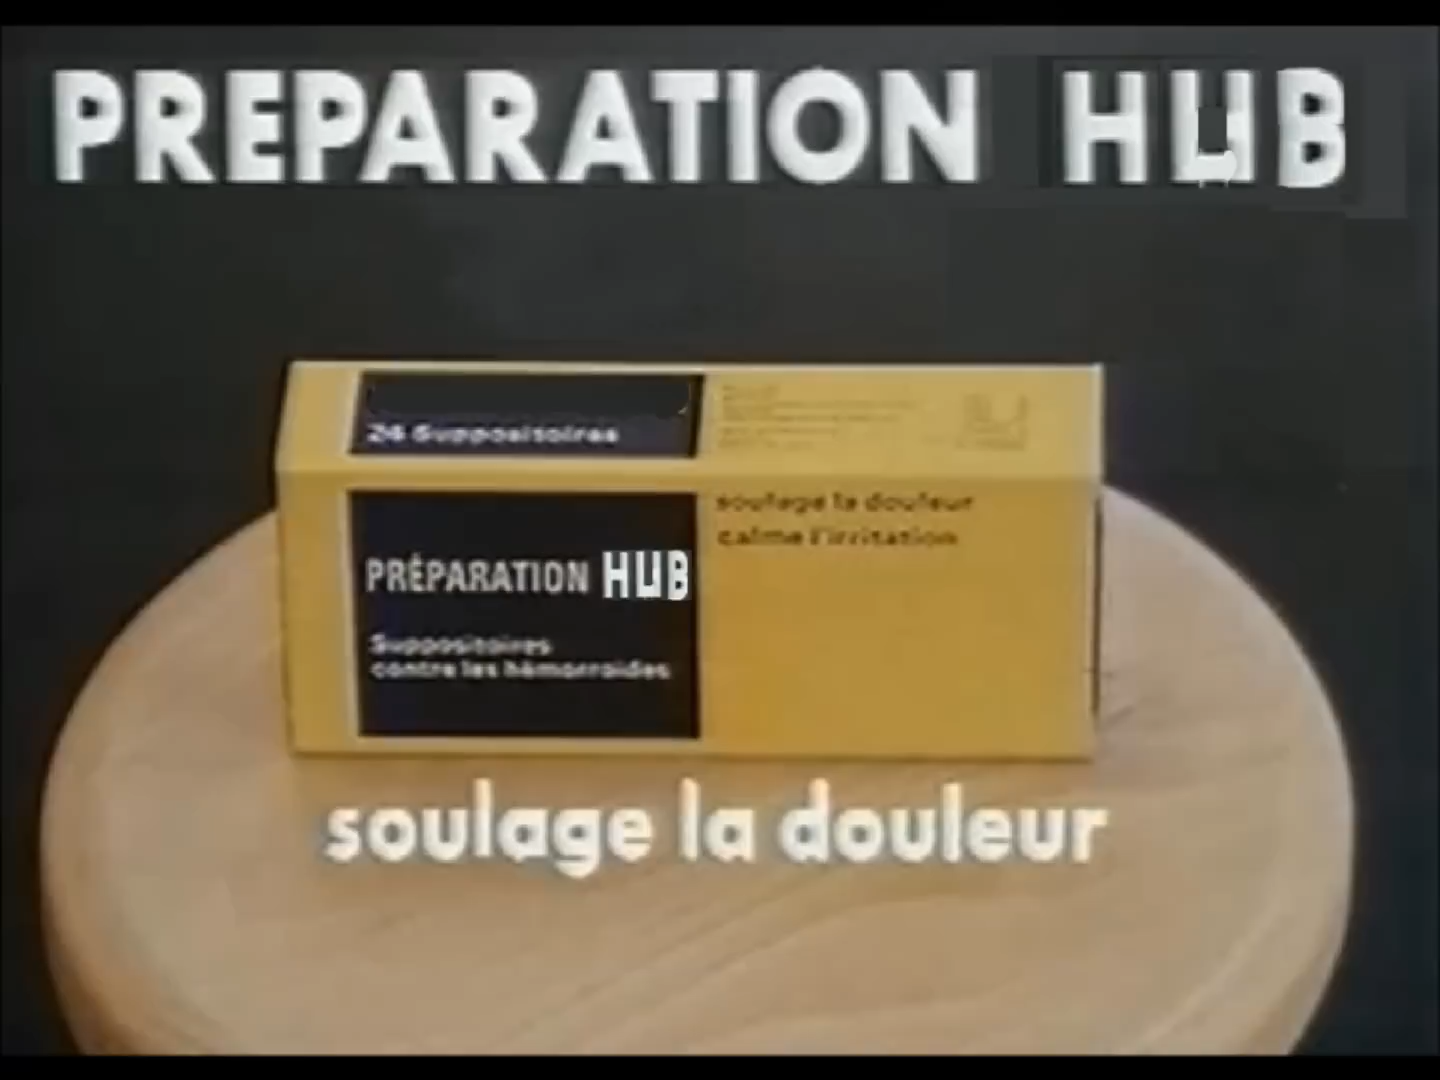 PREPARATION HUB
24 Suppositoires
soulage la douleur
calme l'irritation
PRÉPARATION HUB
Suppositoires
contre les hémorroïdes
soulage la douleur